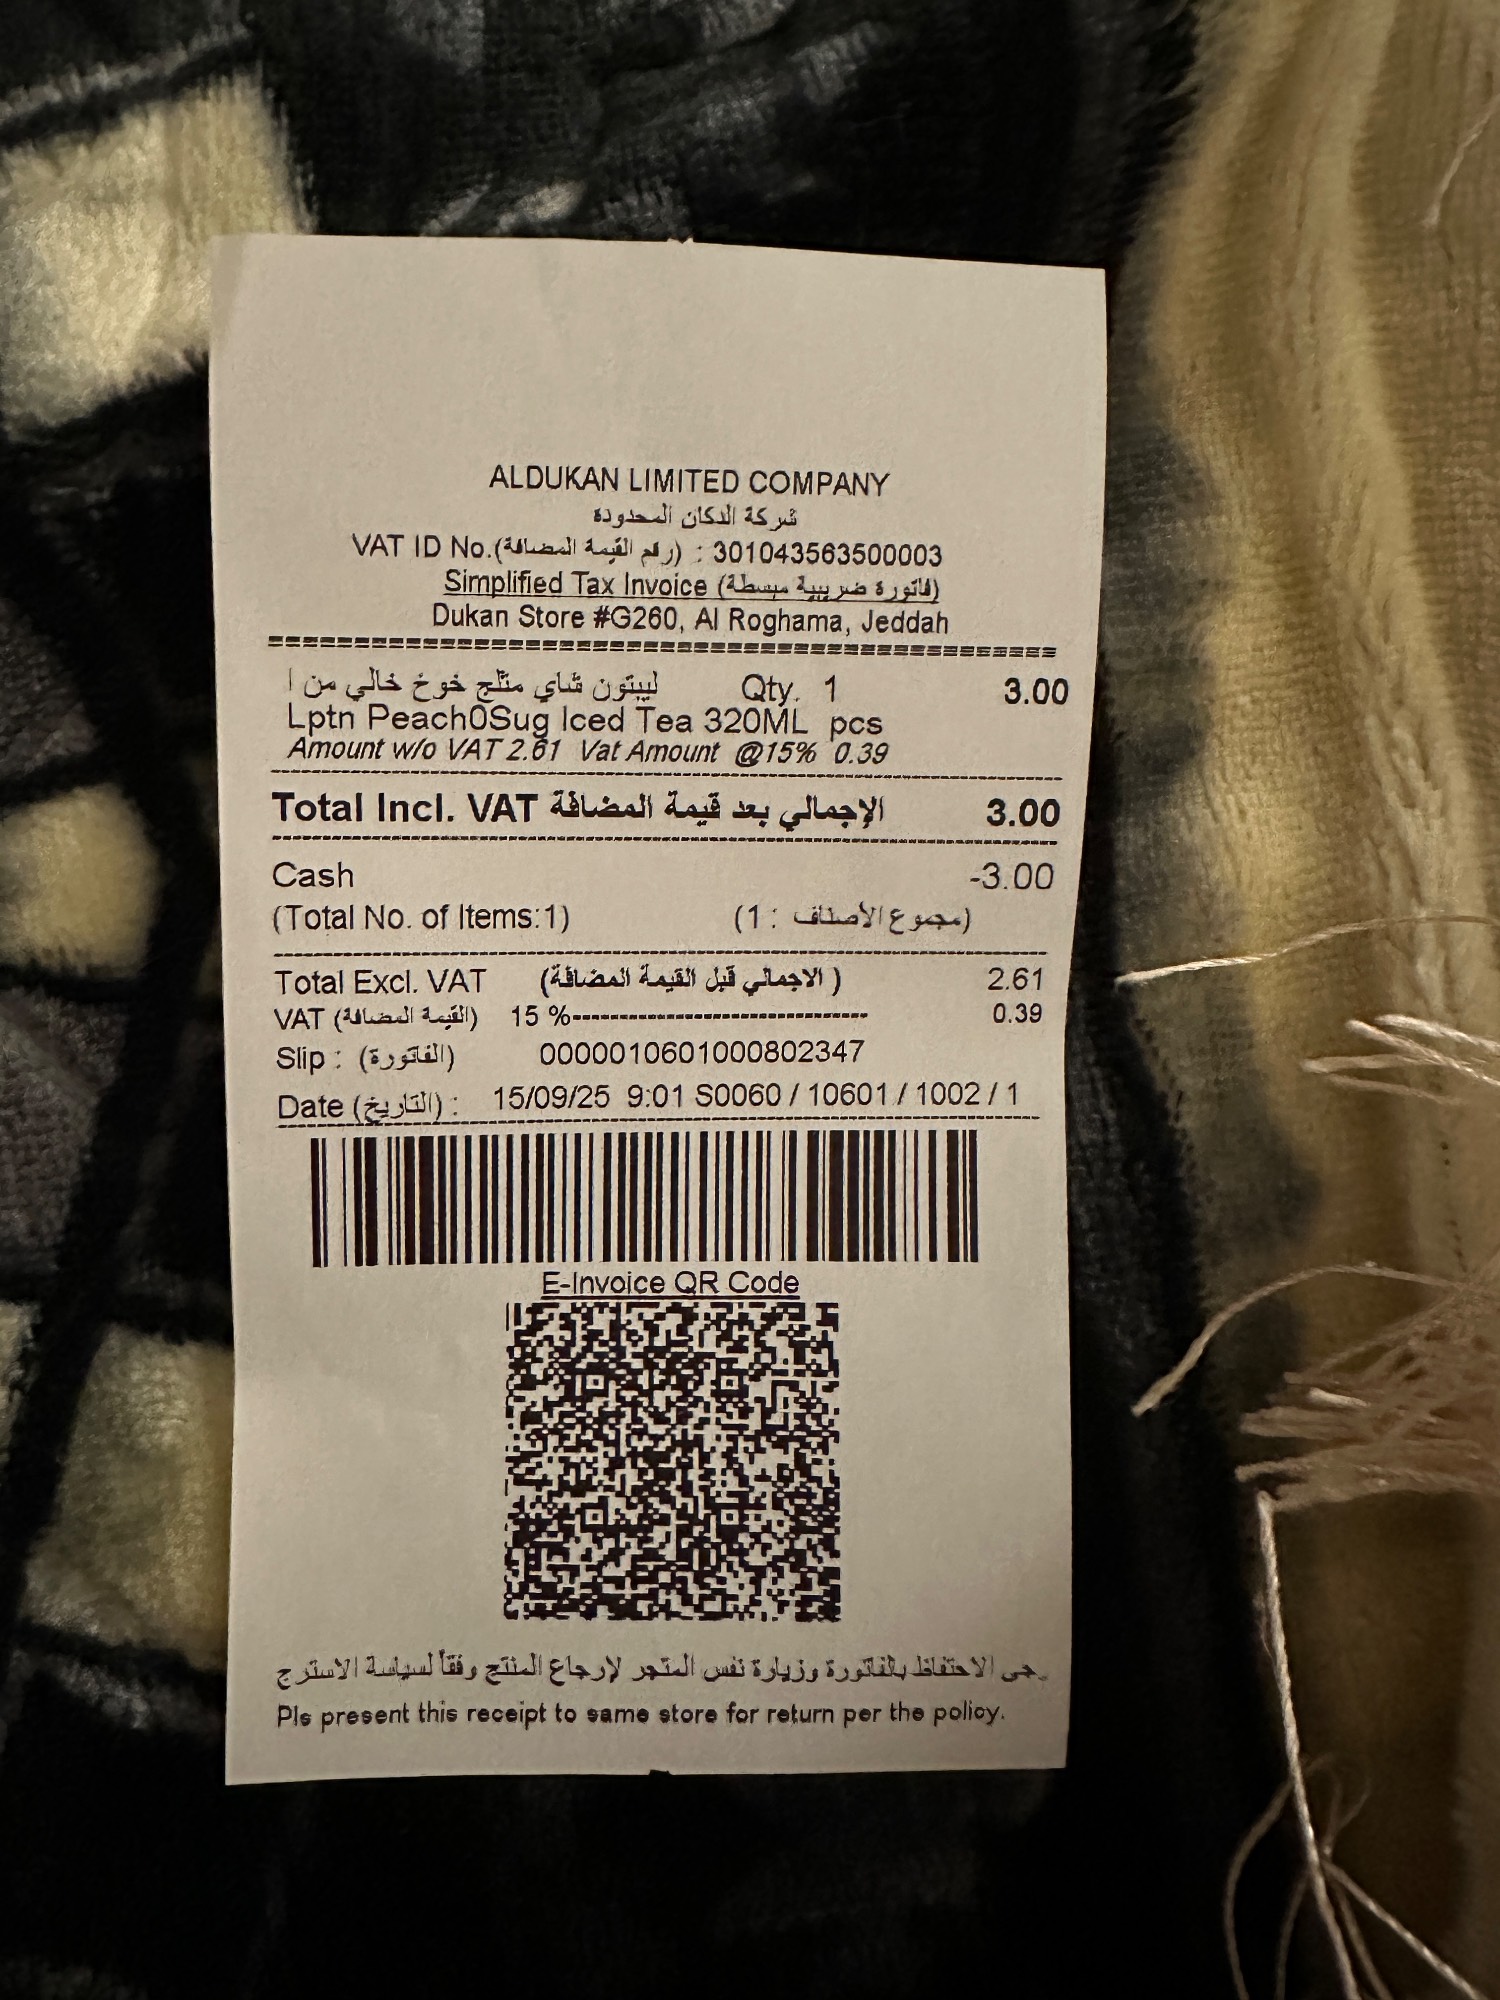 ALDUKAN LIMITED COMPANY
شركة الدكان المحدودة
VAT ID No.(رقم القيمة المضافة) : 301043563500003
Simplified Tax Invoice (فاتورة ضريبية مبسطة)
Dukan Store #G260, Al Roghama, Jeddah
ليبتون شاي مثلج خوخ خالي من ا Qty. 1 3.00
Lptn Peach0Sug Iced Tea 320ML pcs
Amount w/o VAT 2.61 Vat Amount @15% 0.39
Total Incl. VAT الإجمالي بعد قيمة المضافة 3.00
Cash -3.00
(Total No. of Items:1) (مجموع الأصناف : 1)
Total Excl. VAT (الاجمالي قبل القيمة المضافة ) 2.61
VAT (القيمة المضافة) 15 %------------------------------ 0.39
Slip : (الفاتورة) 0000010601000802347
Date (التاريخ) : 15/09/25 9:01 S0060 / 10601 / 1002 / 1
E-Invoice QR Code
الاحتفاظ بالفاتورة وزيارة نفس المتجر لإرجاع المنتج وفقاً لسياسة الاسترج
Pls present this receipt to same store for return per the policy.